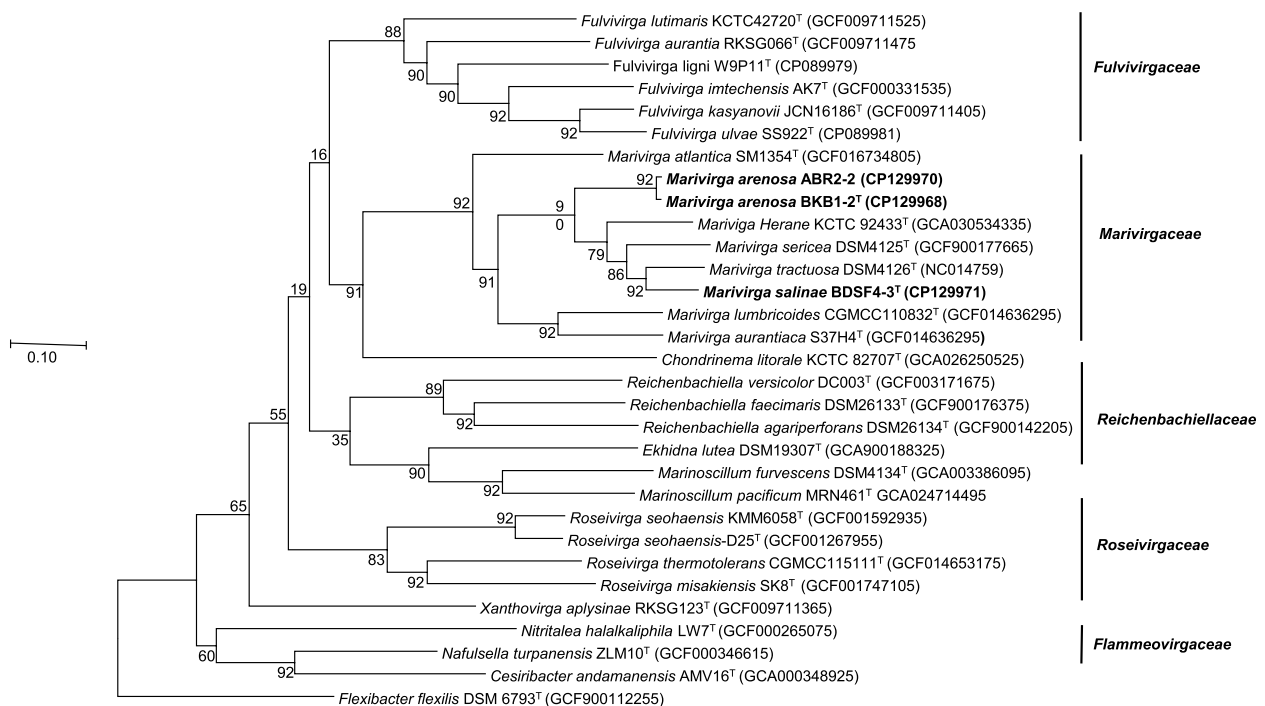 Fulvivirga lutimaris KCTC42720T (GCF009711525)
88
Fulvivirga aurantia RKSG066T (GCF009711475
90
Fulvivirga ligni W9P11T (CP089979)
Fulvivirgaceae
90
Fulvivirga imtechensis AK7T (GCF000331535)
92
Fulvivirga kasyanovii JCN16186T (GCF009711405)
92
Fulvivirga ulvae SS922T (CP089981)
16
Marivirga atlantica SM1354T (GCF016734805)
92
Marivirga arenosa ABR2-2 (CP129970)
92
Marivirga arenosa BKB1-2T (CP129968)
9
0
Mariviga Herane KCTC 92433T (GCA030534335)
Marivirgaceae
79
Marivirga sericea DSM4125T (GCF900177665)
86
Marivirga tractuosa DSM4126T (NC014759)
91
92
Marivirga salinae BDSF4-3T (CP129971)
19
91
Marivirga lumbricoides CGMCC110832T (GCF014636295)
92
Marivirga aurantiaca S37H4T (GCF014636295)
0.10
Chondrinema litorale KCTC 82707T (GCA026250525)
89
Reichenbachiella versicolor DC003T (GCF003171675)
Reichenbachiella faecimaris DSM26133T (GCF900176375)
55
92
Reichenbachiella agariperforans DSM26134T (GCF900142205)
Reichenbachiellaceae
35
Ekhidna lutea DSM19307T (GCA900188325)
90
Marinoscillum furvescens DSM4134T (GCA003386095)
92
Marinoscillum pacificum MRN461T GCA024714495
65
92
Roseivirga seohaensis KMM6058T (GCF001592935)
Roseivirga seohaensis-D25T (GCF001267955)
Roseivirgaceae
83
Roseivirga thermotolerans CGMCC115111T (GCF014653175)
92
Roseivirga misakiensis SK8T (GCF001747105)
Xanthovirga aplysinae RKSG123T (GCF009711365)
Nitritalea halalkaliphila LW7T (GCF000265075)
Flammeovirgaceae
60
Nafulsella turpanensis ZLM10T (GCF000346615)
92
Cesiribacter andamanensis AMV16T (GCA000348925)
Flexibacter flexilis DSM 6793T (GCF900112255)